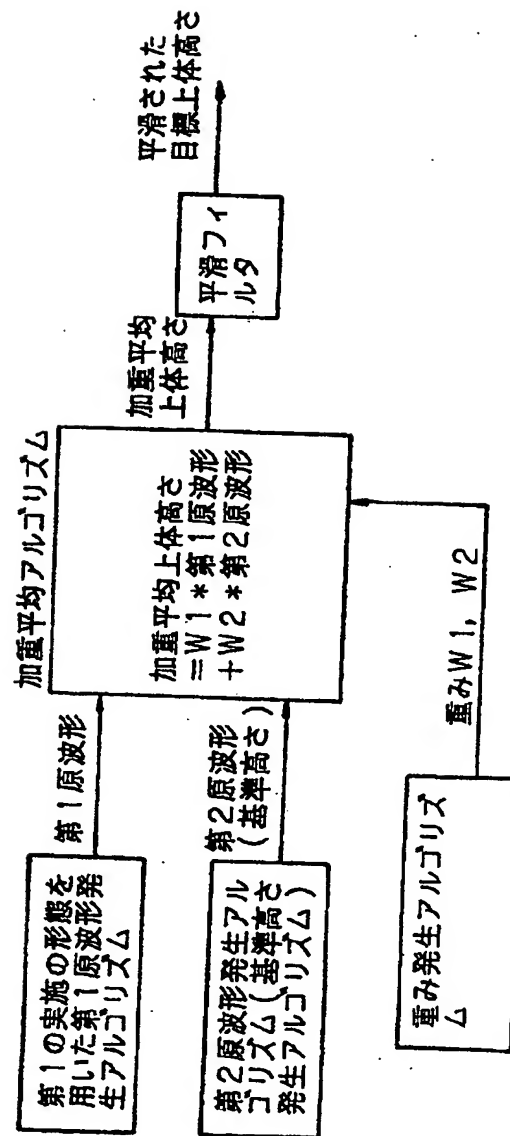 第1の実施の形態を
用いた第1原波形発
生アルゴリズム
第1原波形
第2原波形発生アル
ゴリズム(基準高さ
発生アルゴリズム)
第2原波形
(基準高さ)
重み発生アルゴリズ
ム
重みW1, W2
加重平均アルゴリズム
加重平均上体高さ
=W1*第1原波形
+W2*第2原波形
加重平均
上体高さ
平滑フィ
ルタ
平滑された
目標上体高さ